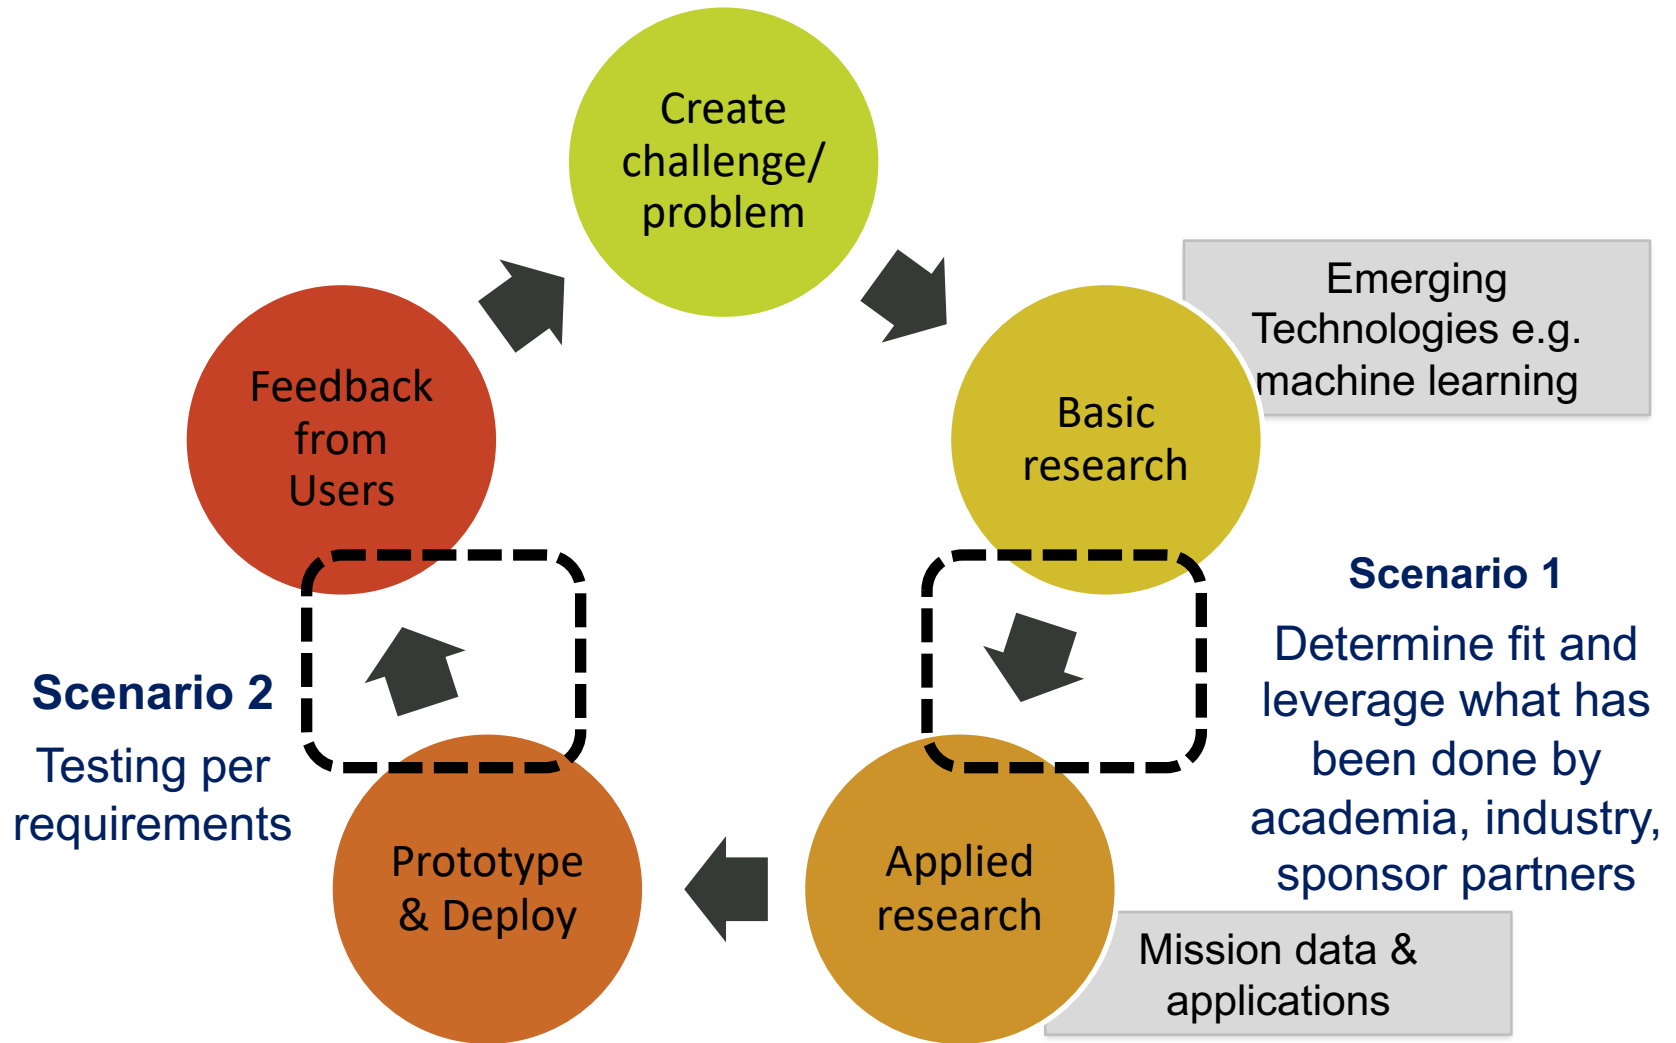 Create
challenge/
problem
Emerging
Technologies e.g.
machine learning
Basic
research
Scenario 1
Determine fit and
leverage what has
been done by
academia, industry,
sponsor partners
Applied
research
Mission data &
applications
Prototype
& Deploy
Scenario 2
Testing per
requirements
Feedback
from
Users